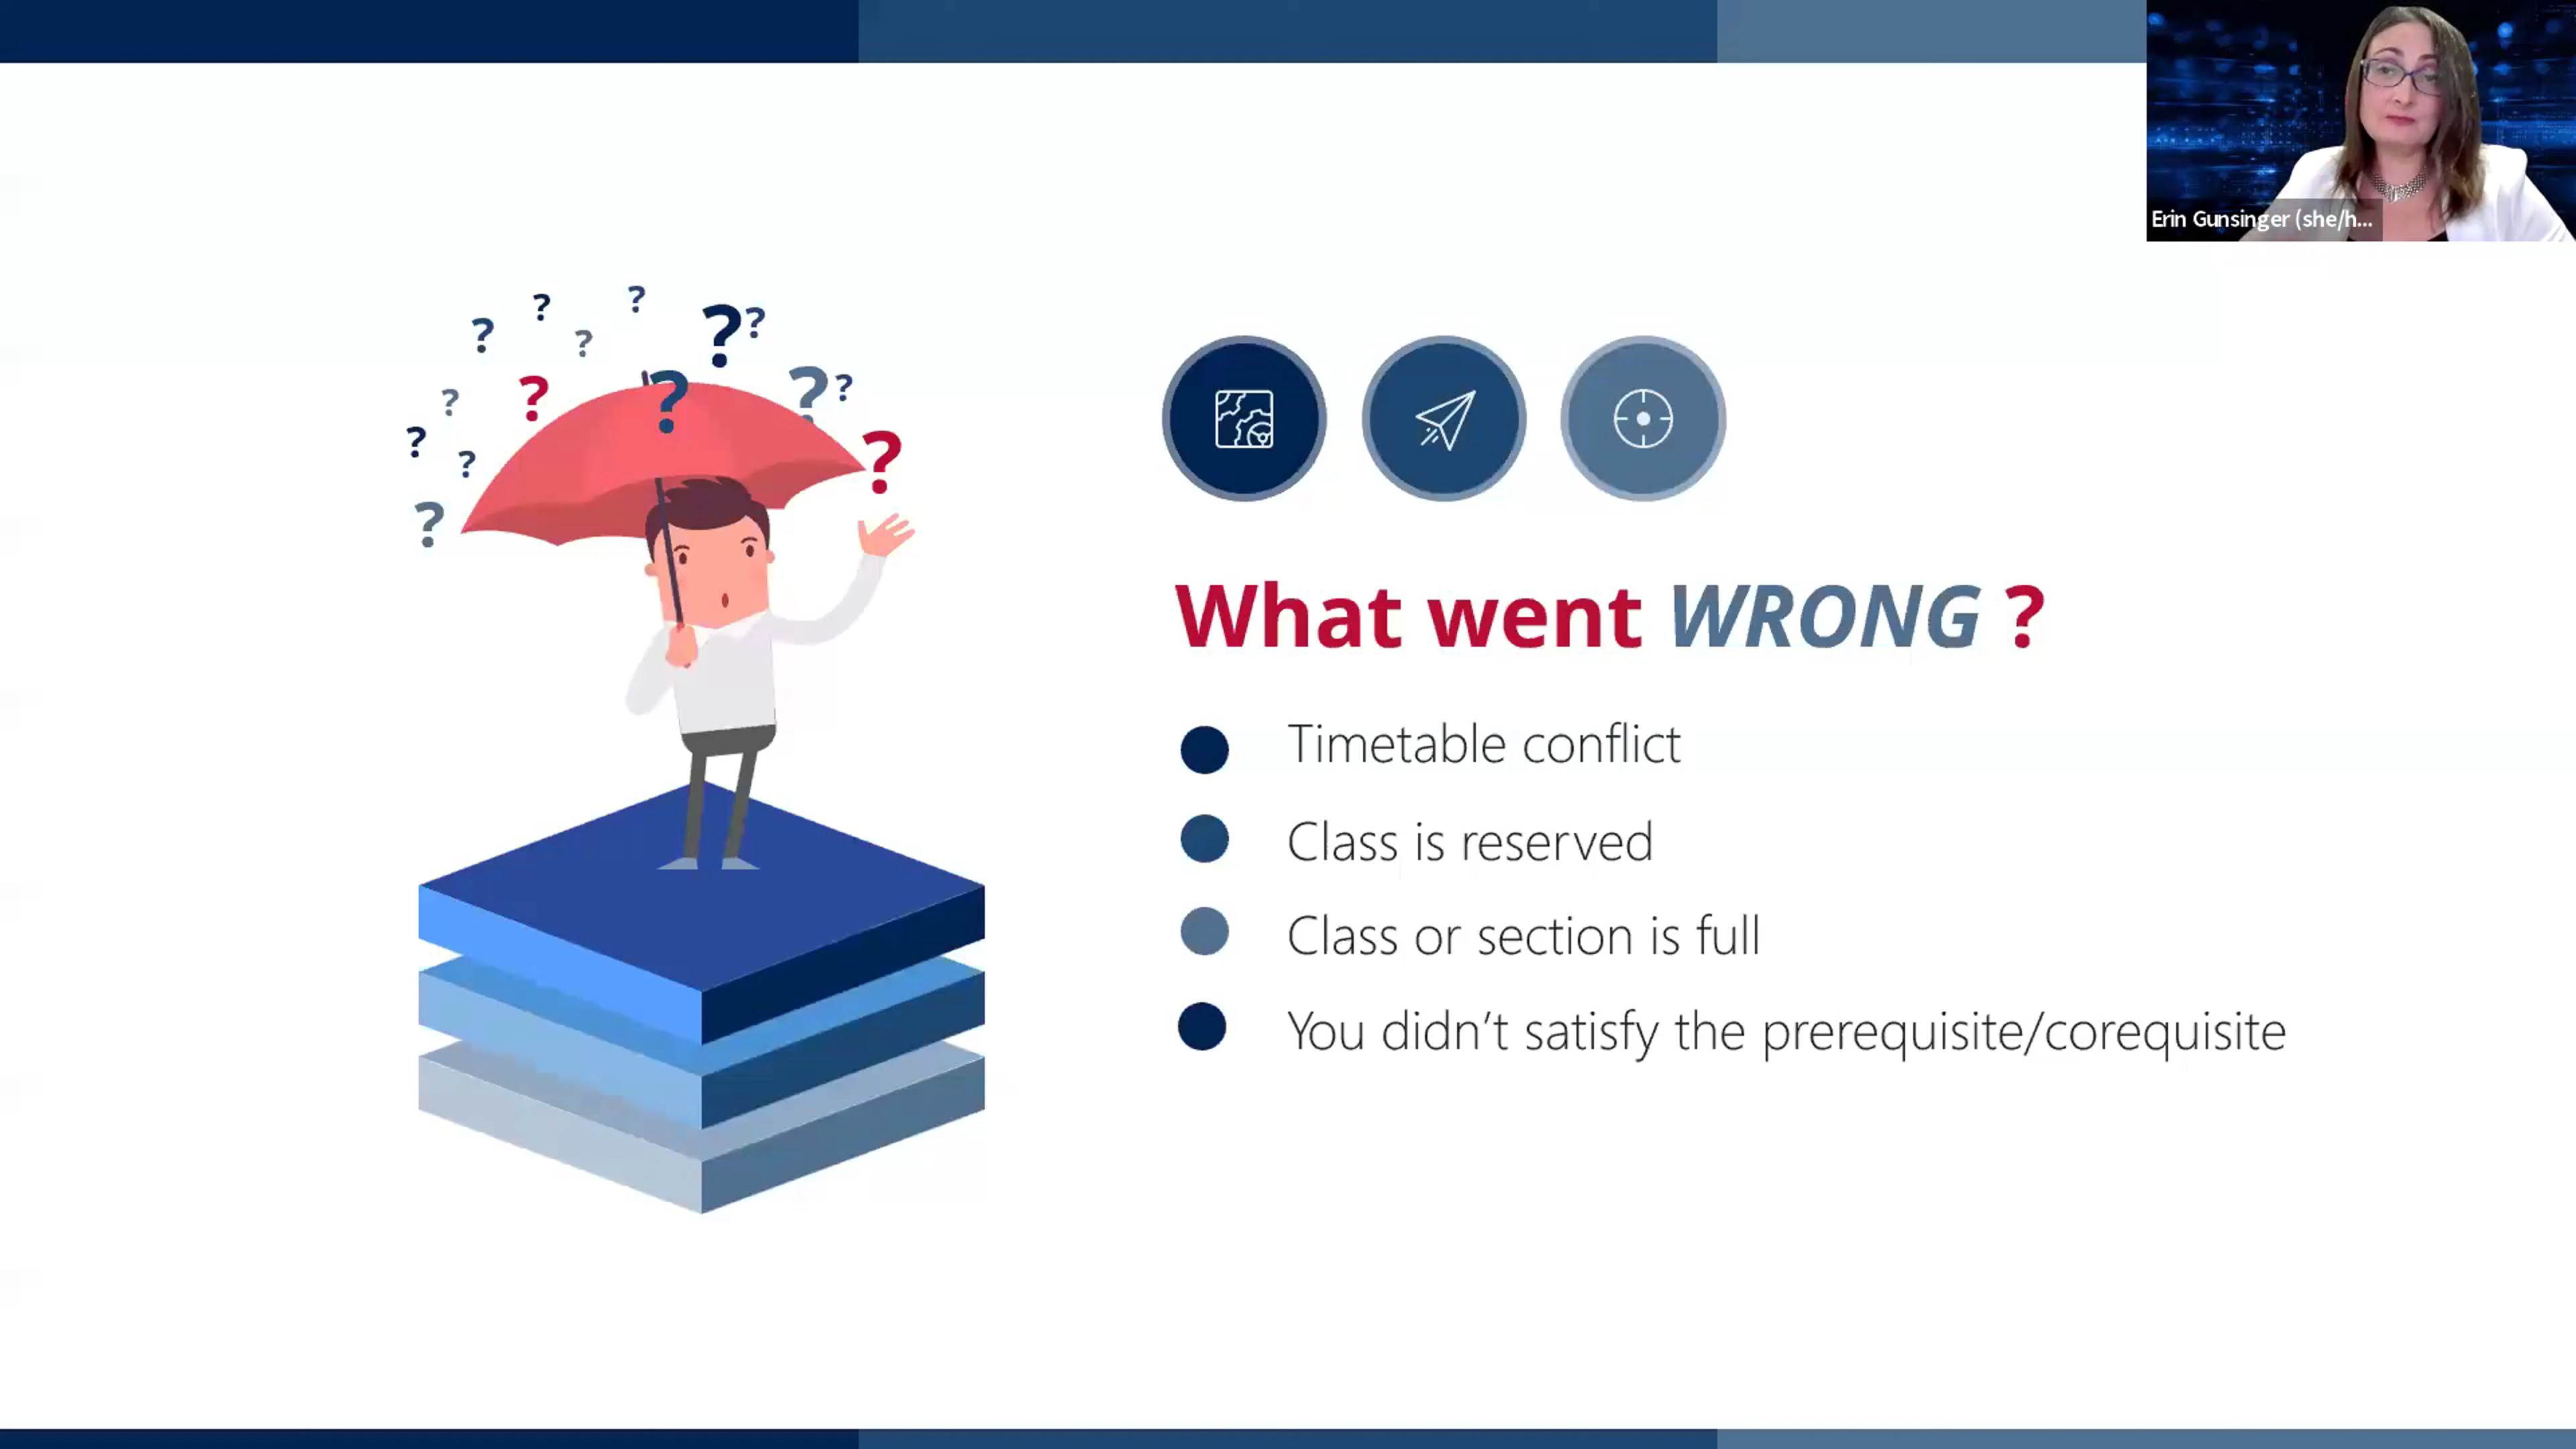 Erin Gunsinger (she/h...
What went WRONG ?
Timetable conflict
Class is reserved
Class or section is full
You didn't satisfy the prerequisite/corequisite